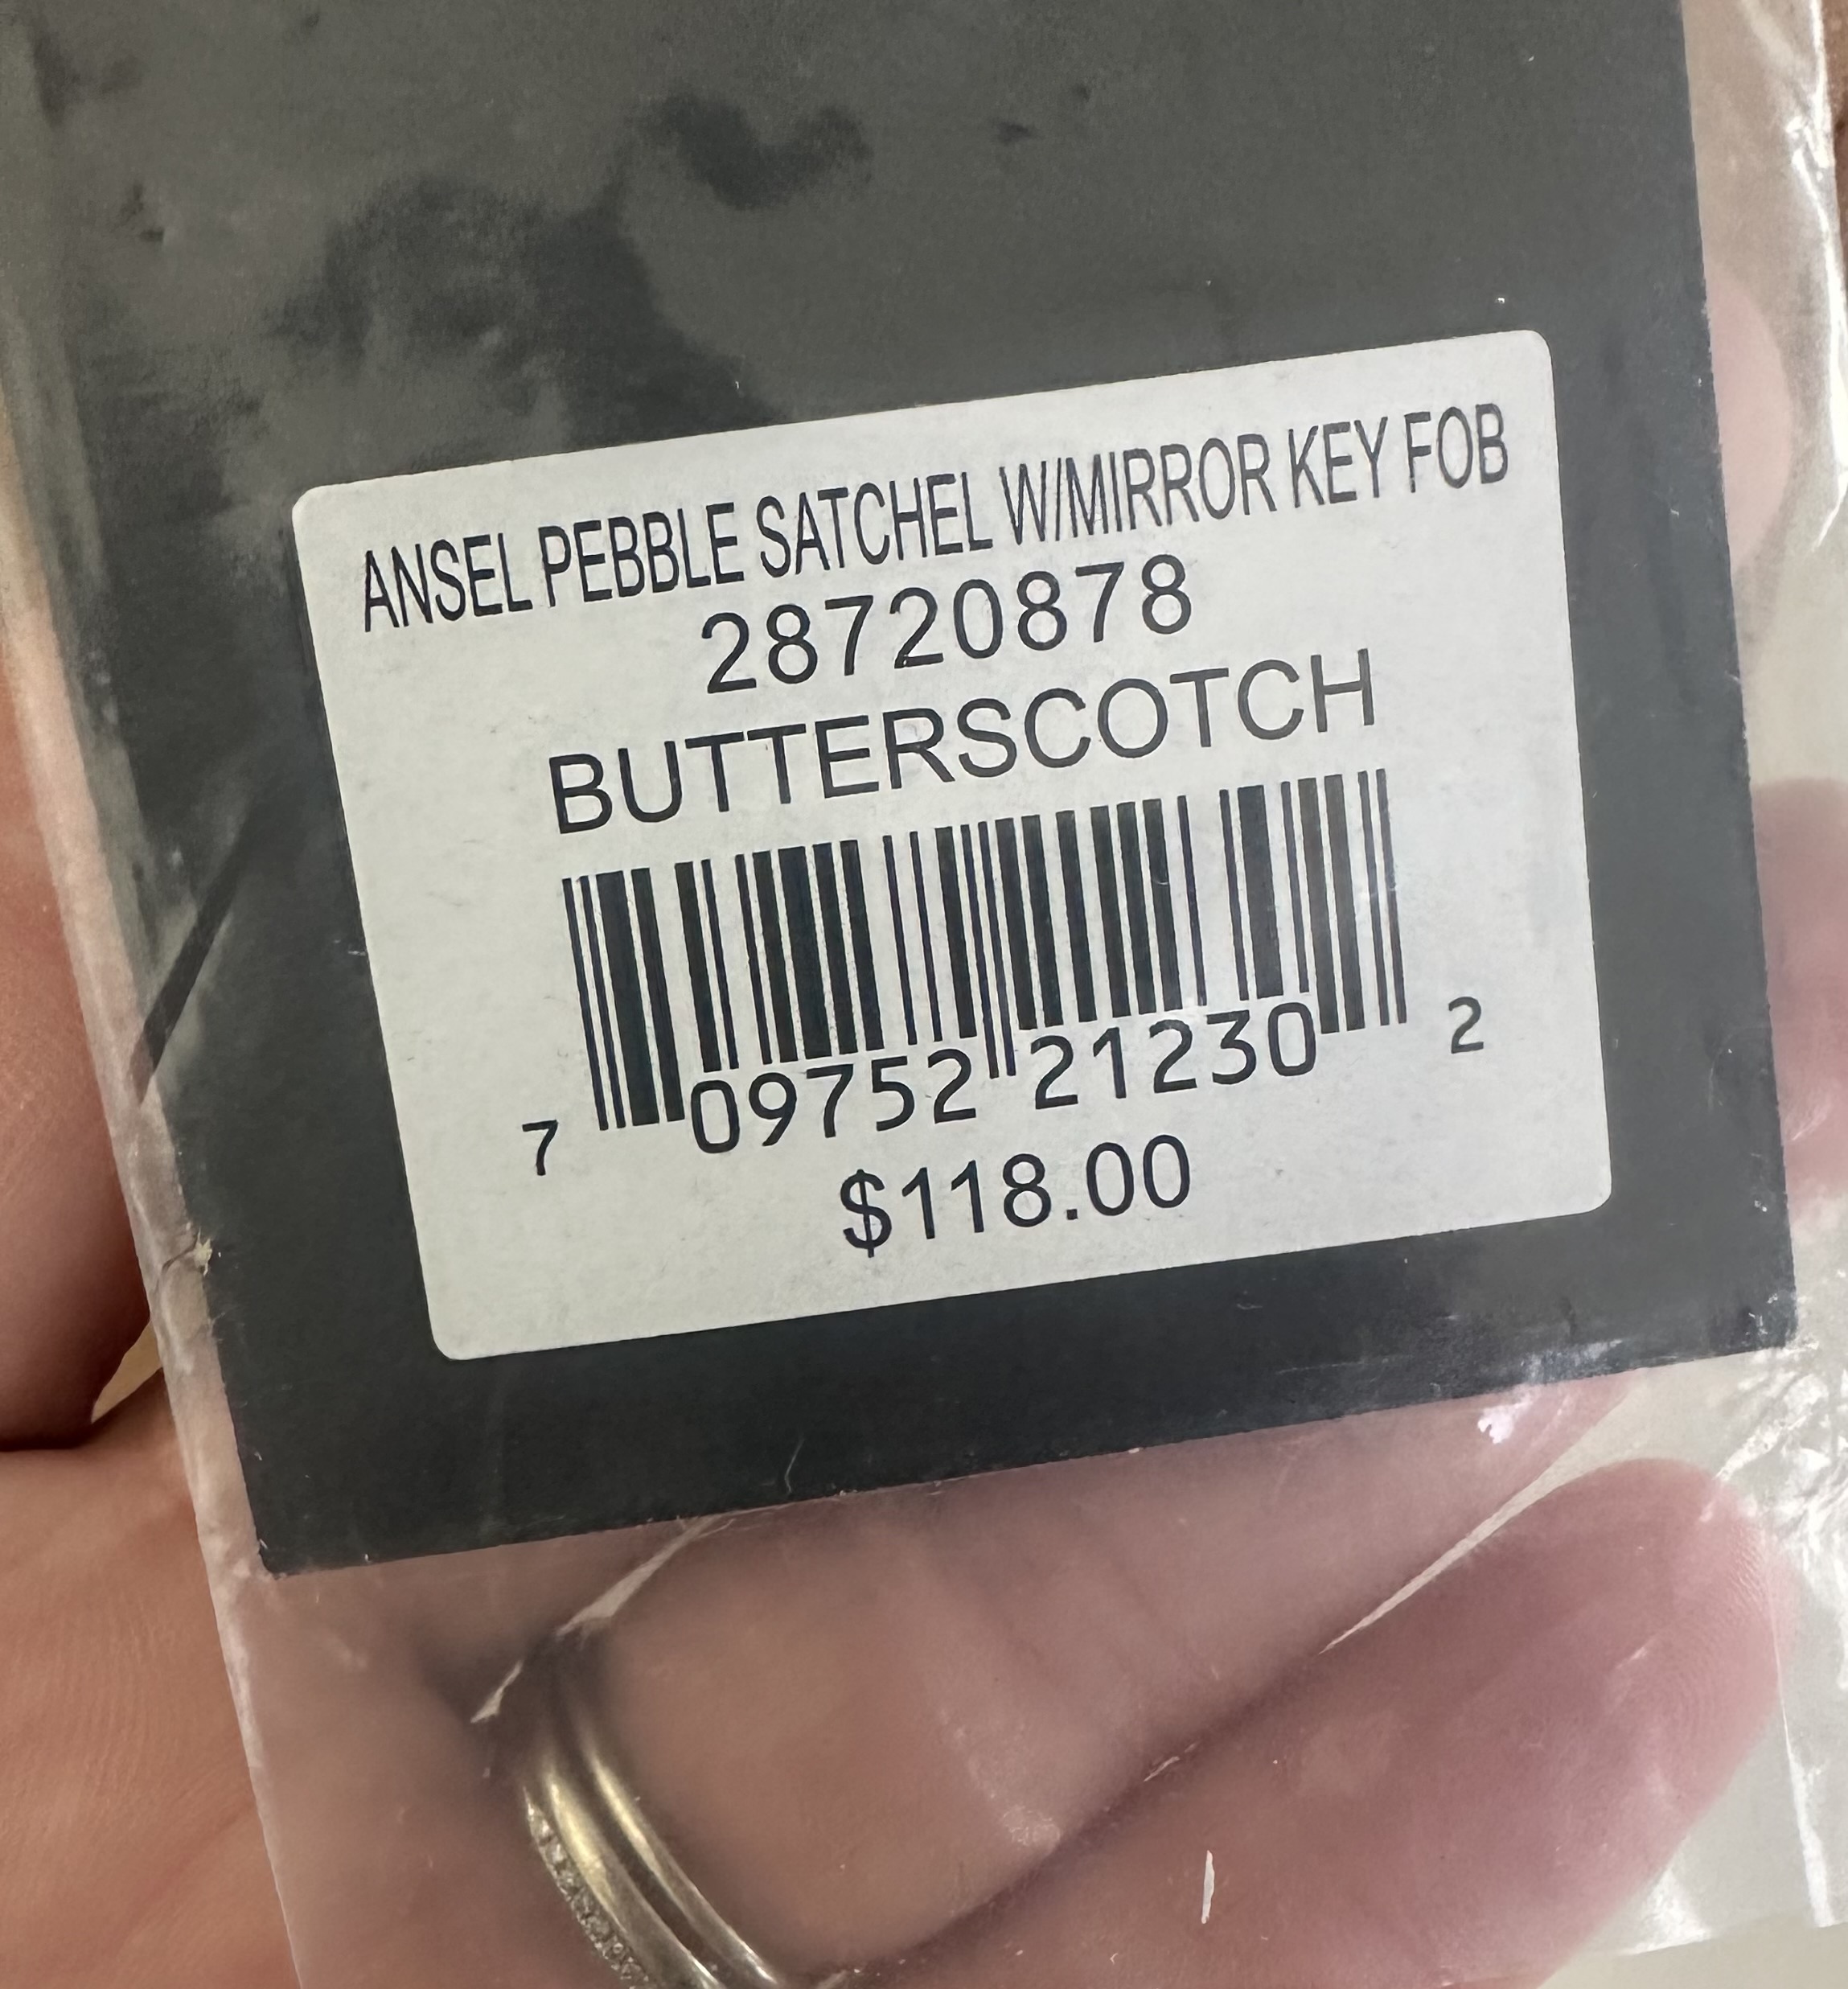 ANSEL PEBBLE SATCHEL W/MIRROR KEY FOB
28720878
BUTTERSCOTCH
7 09752 21230 2
$118.00